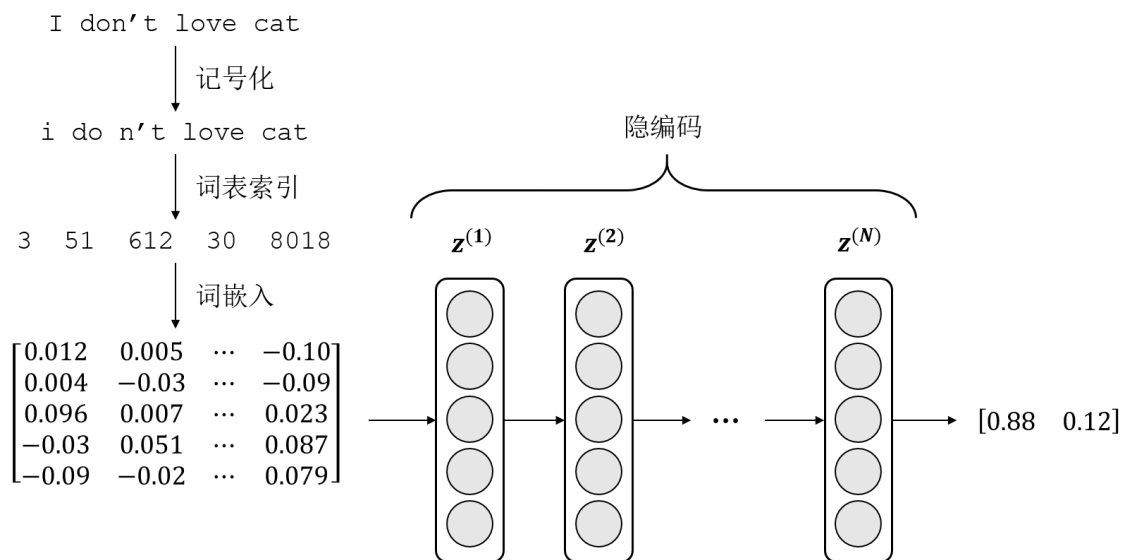 I don't love cat
记号化
i do n't love cat
词表索引
3 51 612 30 8018
词嵌入
0.012 0.005 ⋯ −0.10
0.004 −0.03 ⋯ −0.09
0.096 0.007 ⋯ 0.023
−0.03 0.051 ⋯ 0.087
−0.09 −0.02 ⋯ 0.079
隐编码
z⁽¹⁾ z⁽²⁾ z⁽ᴺ⁾
⋯
[0.88 0.12]